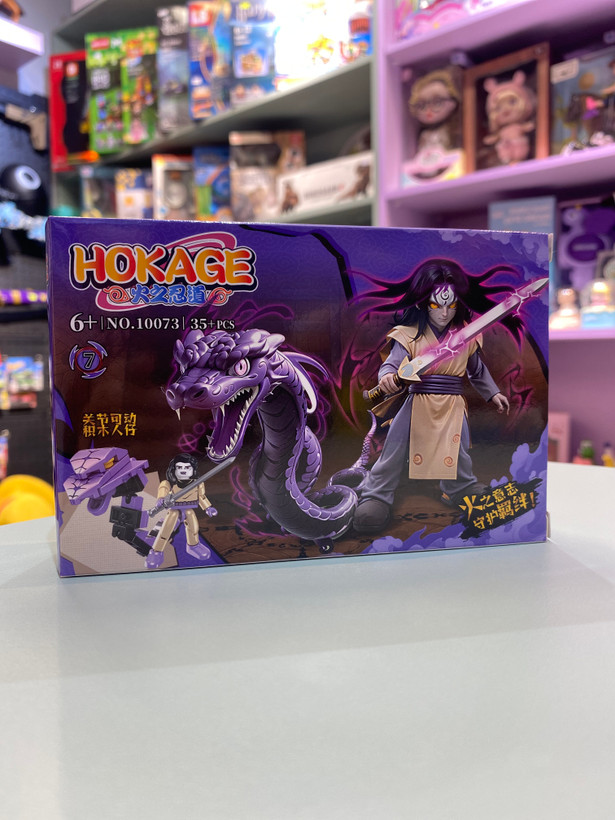 HOKAGE
火之忍道
6+ | NO.10073 | 35+PCS
7
关节可动
积木人仔
火之意志
守护羁绊!